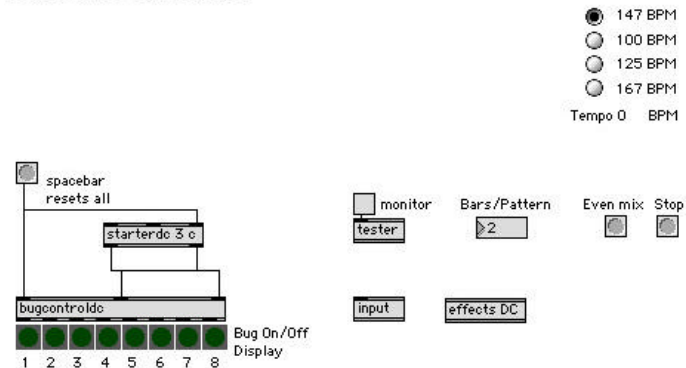 147 BPM
100 BPM
125 BPM
167 BPM
Tempo 0 BPM
spacebar
resets all
monitor
Bars/Pattern
Even mix
Stop
starterdc 3 c
tester
2
bugcontroldc
input
effects DC
Bug On/Off
Display
1 2 3 4 5 6 7 8